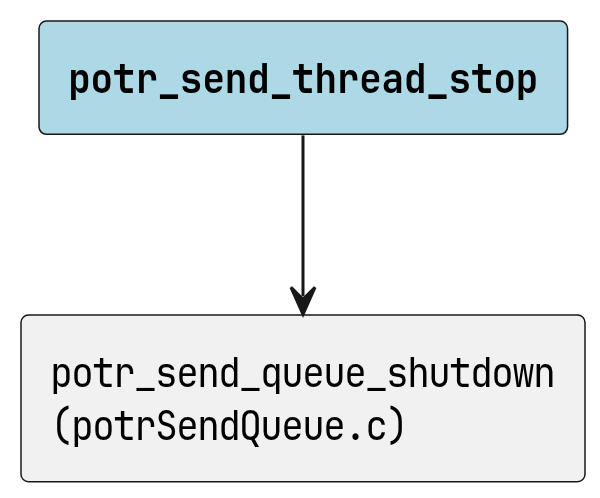 potr_send_thread_stop
potr_send_queue_shutdown
(potrSendQueue.c)